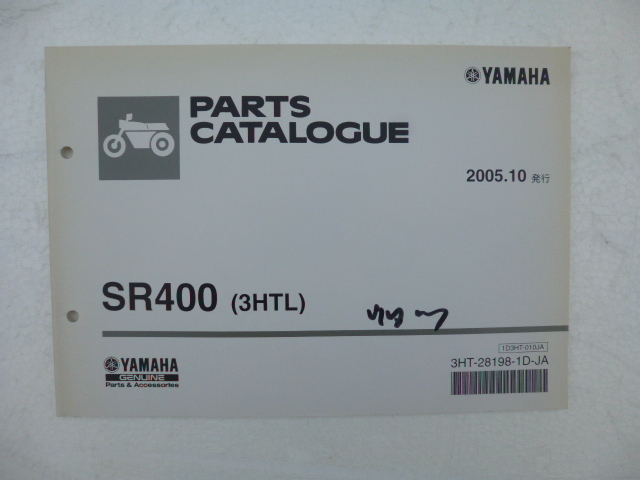 YAMAHA
PARTS
CATALOGUE
2005.10 発行
SR400 (3HTL)
1D3HT-010JA
3HT-28198-1D-JA
YAMAHA
GENUINE
Parts & Accessories